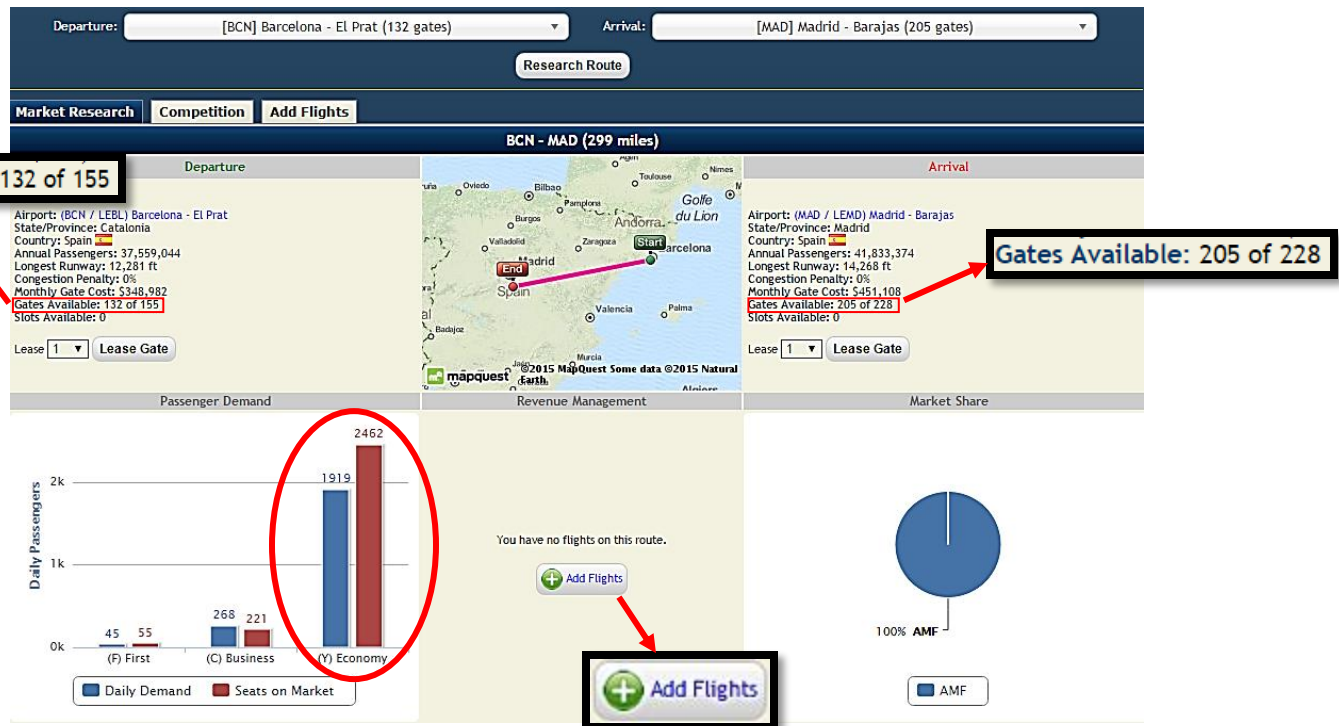 Departure: [BCN] Barcelona - El Prat (132 gates) Arrival: [MAD] Madrid - Barajas (205 gates)
Research Route
Market Research Competition Add Flights
BCN - MAD (299 miles)
Departure
132 of 155
Airport: (BCN / LEBL) Barcelona - El Prat
State/Province: Catalonia
Country: Spain
Annual Passengers: 37,559,044
Longest Runway: 12,281 ft
Congestion Penalty: 0%
Monthly Gate Cost: $348,982
Gates Available: 132 of 155
Slots Available: 0
Lease 1 Lease Gate
Agen
Nimes
Toulouse
Oviedo
Bilbao
Pamplona
Golfe
du Lion
Burgos
Andorra
Valladolid
Zaragoza
Start
arcelona
Madrid
End
Spain
Valencia
Palma
Badajoz
Murcia
mapquest
©2015 MapQuest Some data ©2015 Natural
Earth
Algiers
Arrival
Airport: (MAD / LEMD) Madrid - Barajas
State/Province: Madrid
Country: Spain
Annual Passengers: 41,833,374
Longest Runway: 14,268 ft
Congestion Penalty: 0%
Monthly Gate Cost: $451,108
Gates Available: 205 of 228
Slots Available: 0
Lease 1 Lease Gate
Gates Available: 205 of 228
Passenger Demand
Revenue Management
Market Share
Daily Passengers
2k
1k
0k
45 55
268 221
1919 2462
(F) First (C) Business (Y) Economy
Daily Demand Seats on Market
You have no flights on this route.
Add Flights
Add Flights
100% AMF
AMF